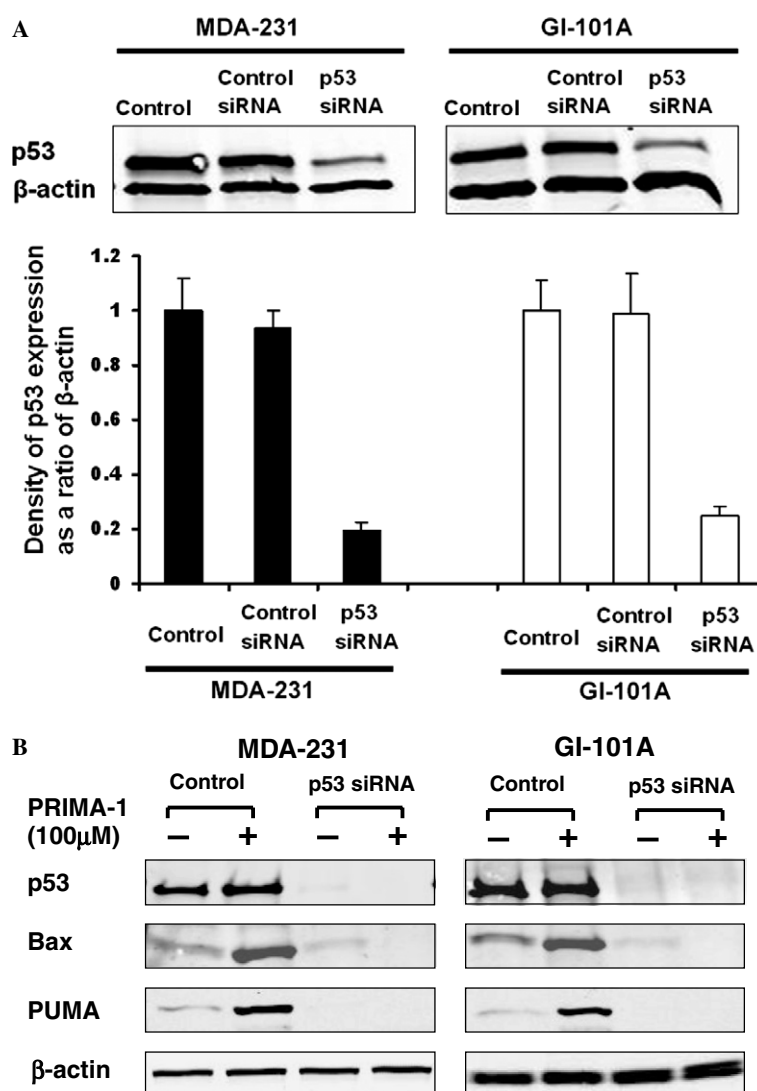 A
MDA-231
GI-101A
Control
Control siRNA
p53 siRNA
Control
Control siRNA
p53 siRNA
p53
β-actin
Density of p53 expression
as a ratio of β-actin
1.2
1
0.8
0.6
0.4
0.2
0
Control
Control siRNA
p53 siRNA
Control
Control siRNA
p53 siRNA
MDA-231
GI-101A
B
MDA-231
GI-101A
Control
p53 siRNA
Control
p53 siRNA
PRIMA-1
(100μM)
– + – +
– + – +
p53
Bax
PUMA
β-actin